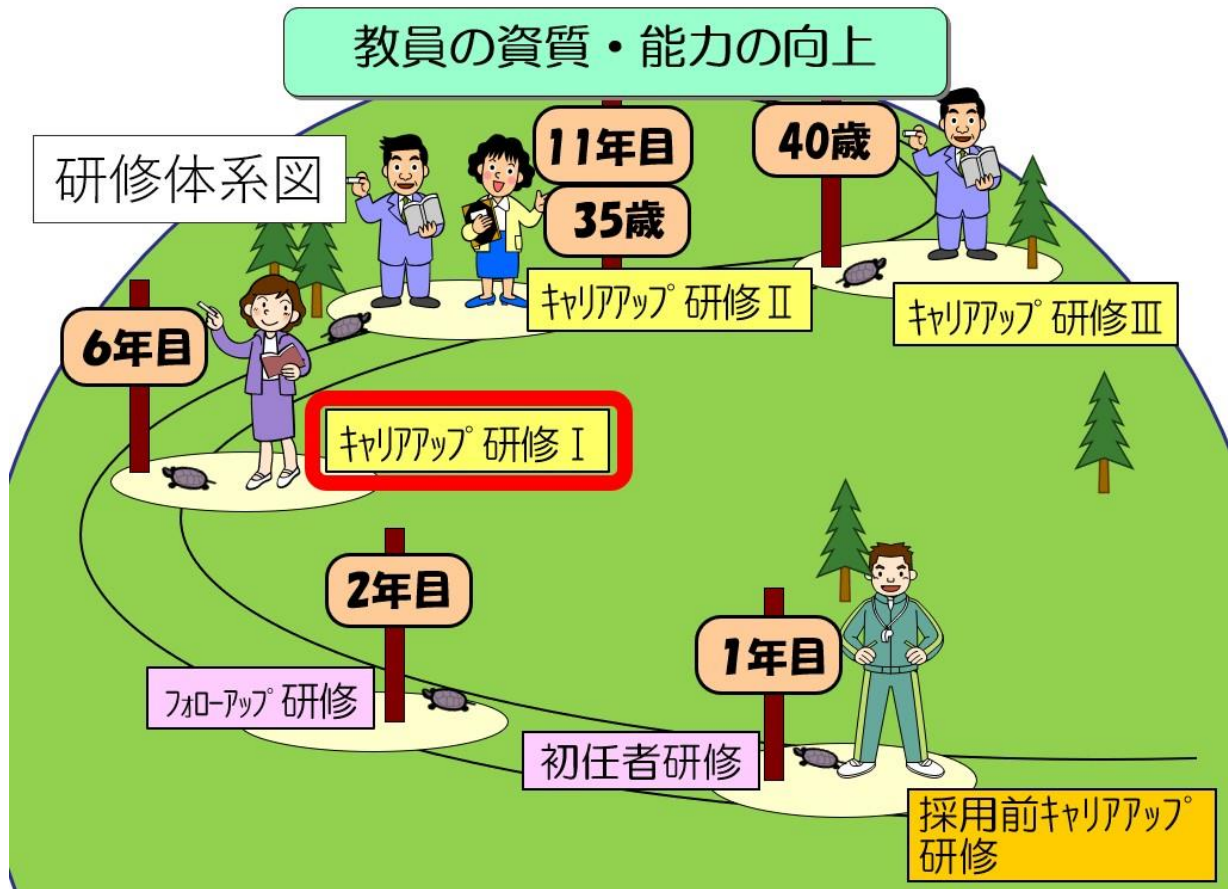 教員の資質・能力の向上
研修体系図
11年目
35歳
40歳
ｷｬﾘｱｱｯﾌﾟ 研修Ⅱ
ｷｬﾘｱｱｯﾌﾟ 研修Ⅲ
6年目
ｷｬﾘｱｱｯﾌﾟ 研修Ⅰ
2年目
ﾌｫﾛｰｱｯﾌﾟ 研修
1年目
初任者研修
採用前ｷｬﾘｱｱｯﾌﾟ
研修